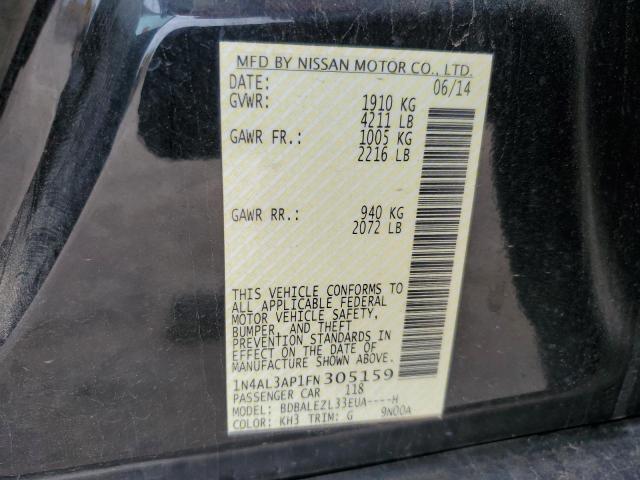 MFD BY NISSAN MOTOR CO., LTD.
DATE: 06/14
GVWR: 1910 KG
4211 LB
GAWR FR.: 1005 KG
2216 LB
GAWR RR.: 940 KG
2072 LB
THIS VEHICLE CONFORMS TO
ALL APPLICABLE FEDERAL
MOTOR VEHICLE SAFETY,
BUMPER, AND THEFT
PREVENTION STANDARDS IN
EFFECT ON THE DATE OF
MANUFACTURE SHOWN ABOVE.
1N4AL3AP1FN305159
PASSENGER CAR 118
MODEL: BDBALEZL33EUA----H
COLOR: KH3 TRIM: G 9N00A